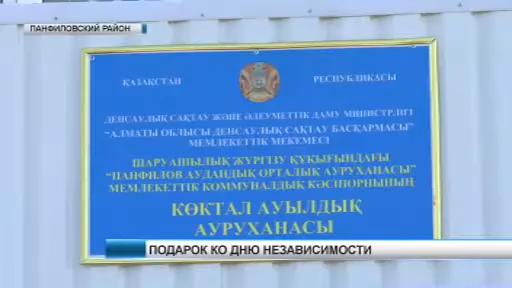 ПАНФИЛОВСКИЙ РАЙОН
ҚАЗАҚСТАН РЕСПУБЛИКАСЫ
ДЕНСАУЛЫҚ САҚТАУ ЖӘНЕ ӘЛЕУМЕТТІК ДАМУ МИНИСТРЛІГІ
"АЛМАТЫ ОБЛЫСЫ ДЕНСАУЛЫҚ САҚТАУ БАСҚАРМАСЫ"
МЕМЛЕКЕТТІК МЕКЕМЕСІ
ШАРУАШЫЛЫҚ ЖҮРГІЗУ ҚҰҚЫҒЫНДАҒЫ
"ПАНФИЛОВ АУДАНДЫҚ ОРТАЛЫҚ АУРУХАНАСЫ"
МЕМЛЕКЕТТІК КОММУНАЛДЫҚ КӘСІПОРНЫНЫҢ
КӨКТАЛ АУЫЛДЫҚ
АУРУХАНАСЫ
ПОДАРОК КО ДНЮ НЕЗАВИСИМОСТИ